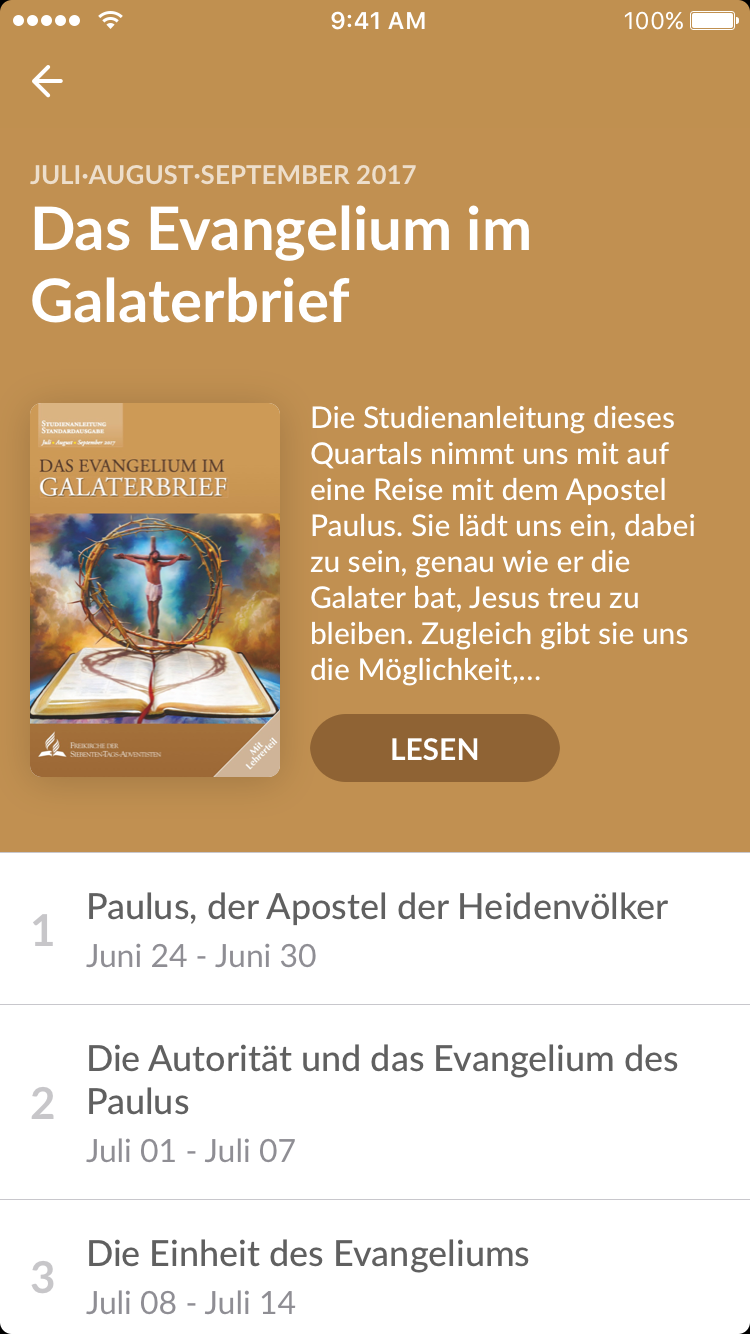 9:41 AM
100%
JULI·AUGUST·SEPTEMBER 2017
Das Evangelium im
Galaterbrief
STUDIENANLEITUNG
STANDARDAUSGABE
Juli - August - September 2017
DAS EVANGELIUM IM
GALATERBRIEF
FREIKIRCHE DER
SIEBENTEN-TAGS-ADVENTISTEN
Mit
Lehrerteil
Die Studienanleitung dieses
Quartals nimmt uns mit auf
eine Reise mit dem Apostel
Paulus. Sie lädt uns ein, dabei
zu sein, genau wie er die
Galater bat, Jesus treu zu
bleiben. Zugleich gibt sie uns
die Möglichkeit,...
LESEN
1
Paulus, der Apostel der Heidenvölker
Juni 24 - Juni 30
2
Die Autorität und das Evangelium des
Paulus
Juli 01 - Juli 07
3
Die Einheit des Evangeliums
Juli 08 - Juli 14